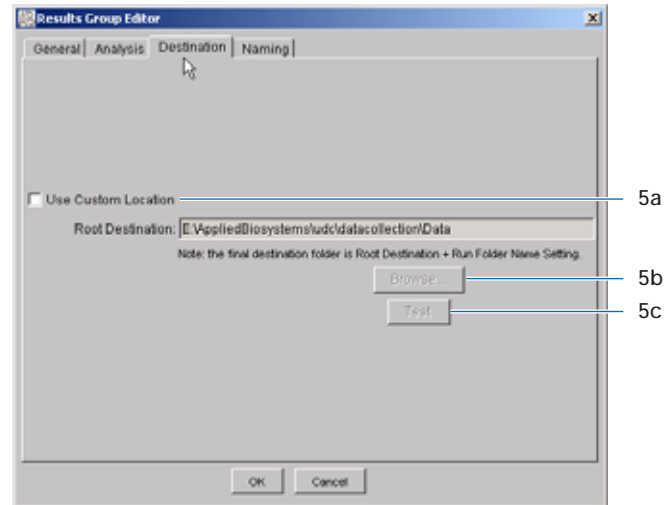 Results Group Editor
General Analysis Destination Naming
Use Custom Location
5a
Root Destination: E:\AppliedBiosystems\udc\datacollection\Data
Note: the final destination folder is Root Destination + Run Folder Name Setting.
Browse...
5b
Test
5c
OK Cancel